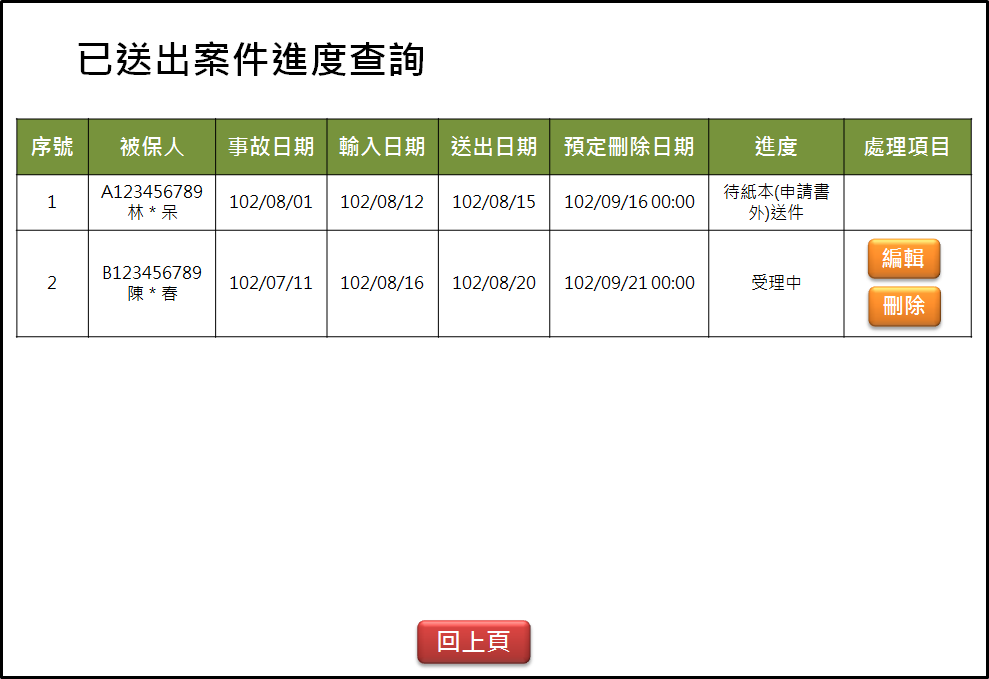 已送出案件進度查詢
序號 被保人 事故日期 輸入日期 送出日期 預定刪除日期 進度 處理項目
1 A123456789 102/08/01 102/08/12 102/08/15 102/09/16 00:00 待紙本(申請書
林 * 呆 外)送件
2 B123456789 102/07/11 102/08/16 102/08/20 102/09/21 00:00 受理中 編輯
陳 * 春 刪除
回上頁